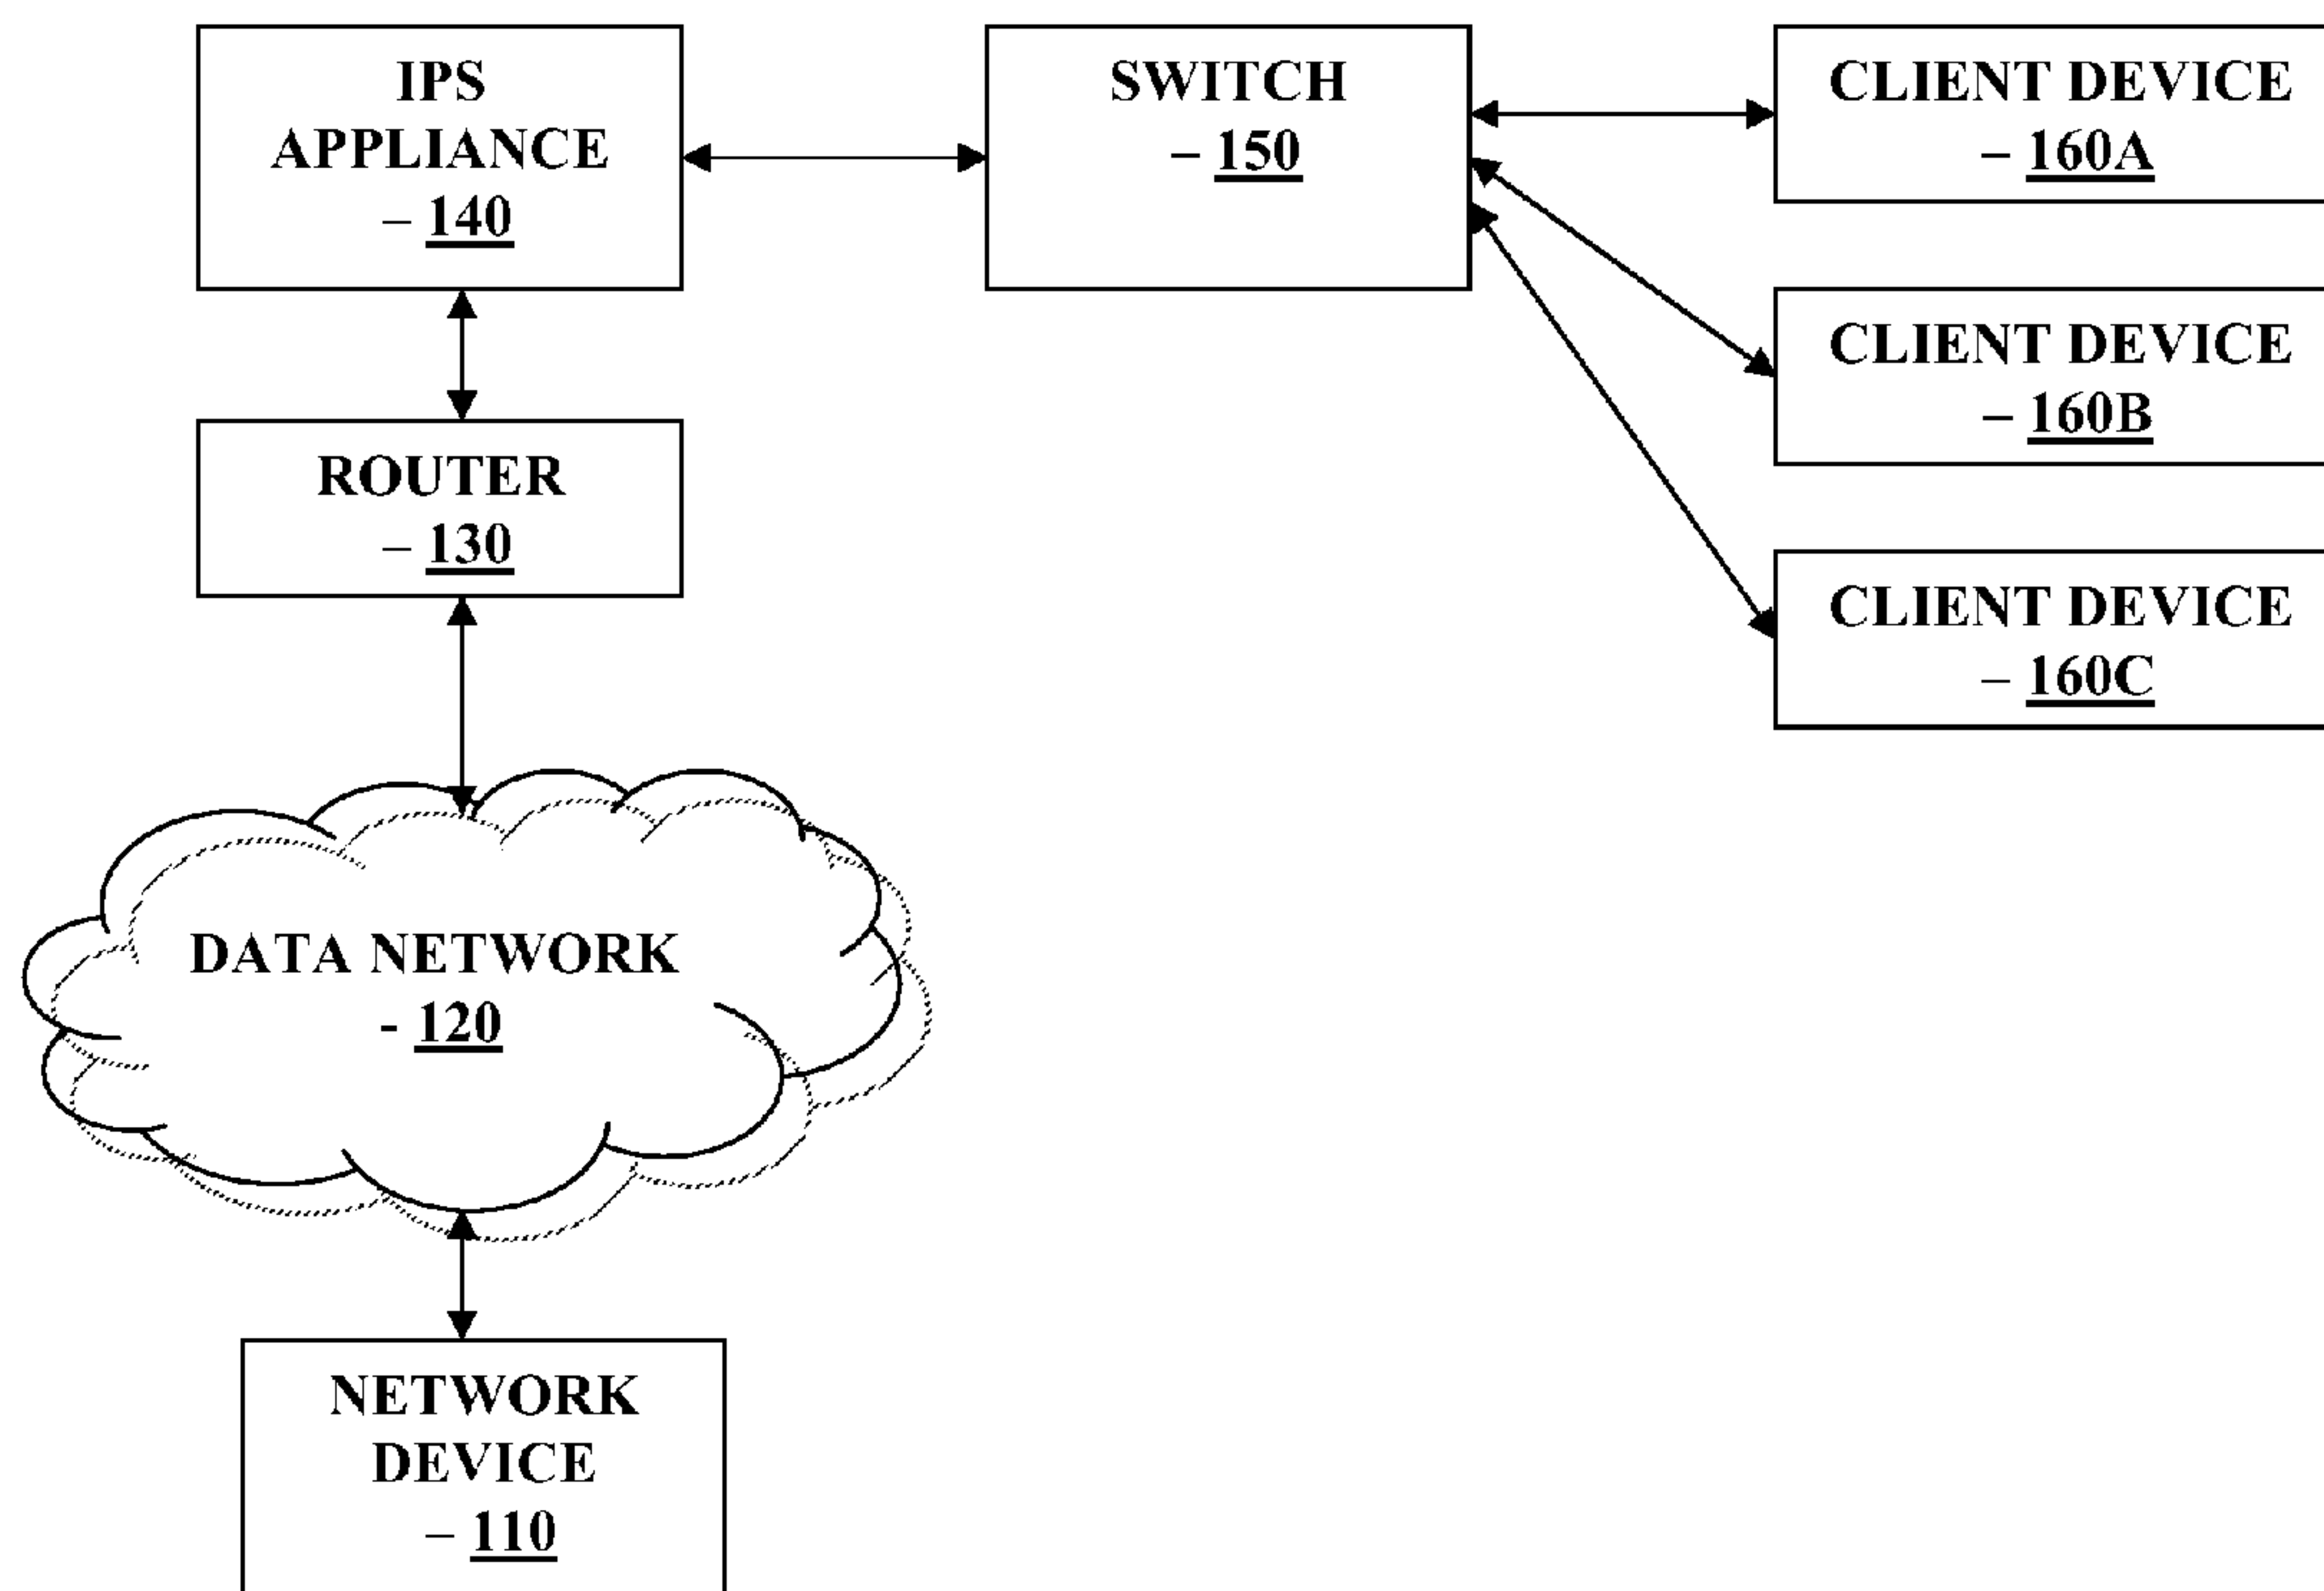 IPS
APPLIANCE
– 140
SWITCH
– 150
CLIENT DEVICE
– 160A
CLIENT DEVICE
– 160B
CLIENT DEVICE
– 160C
ROUTER
– 130
DATA NETWORK
- 120
NETWORK
DEVICE
– 110